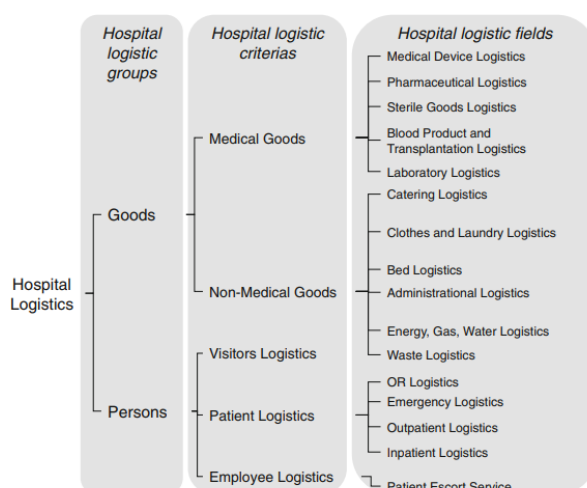 Hospital
logistic
groups
Hospital logistic
criterias
Hospital logistic fields
Hospital
Logistics
Goods
Persons
Medical Goods
Non-Medical Goods
Visitors Logistics
Patient Logistics
Employee Logistics
Medical Device Logistics
Pharmaceutical Logistics
Sterile Goods Logistics
Blood Product and
Transplantation Logistics
Laboratory Logistics
Catering Logistics
Clothes and Laundry Logistics
Bed Logistics
Administrational Logistics
Energy, Gas, Water Logistics
Waste Logistics
OR Logistics
Emergency Logistics
Outpatient Logistics
Inpatient Logistics
Patient Escort Service